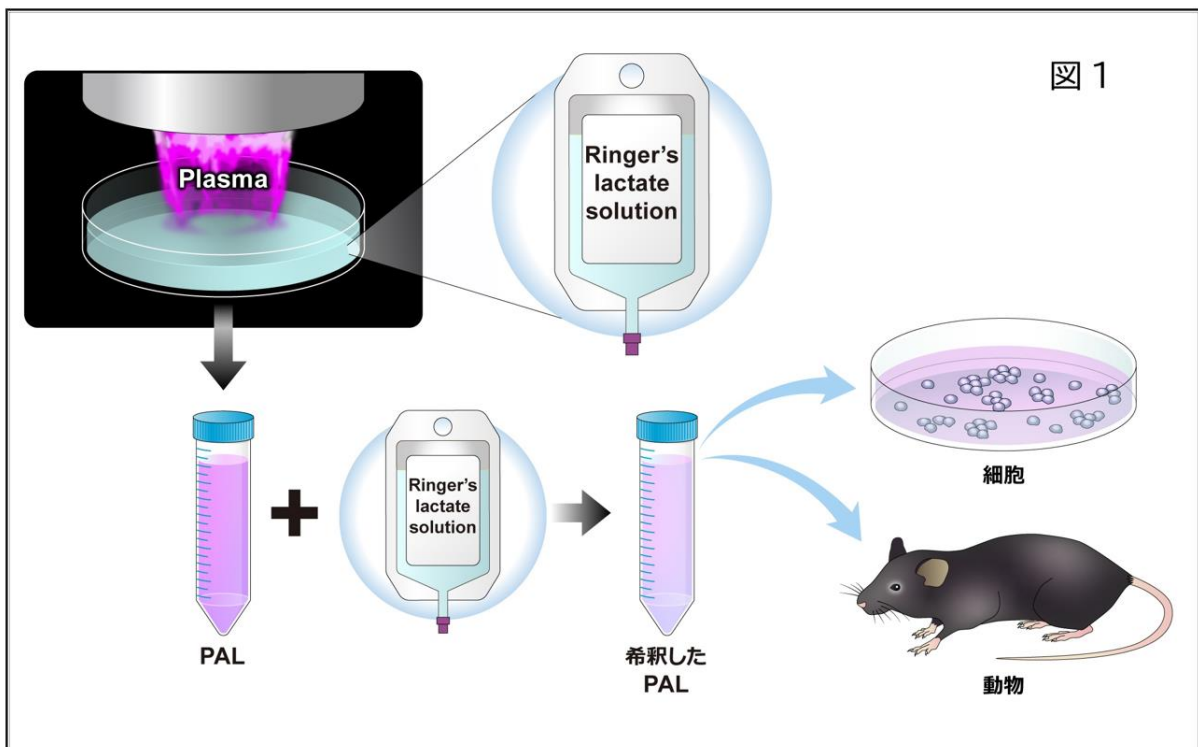 図1
Plasma
Ringer's
lactate
solution
Ringer's
lactate
solution
PAL
希釈した
PAL
細胞
動物